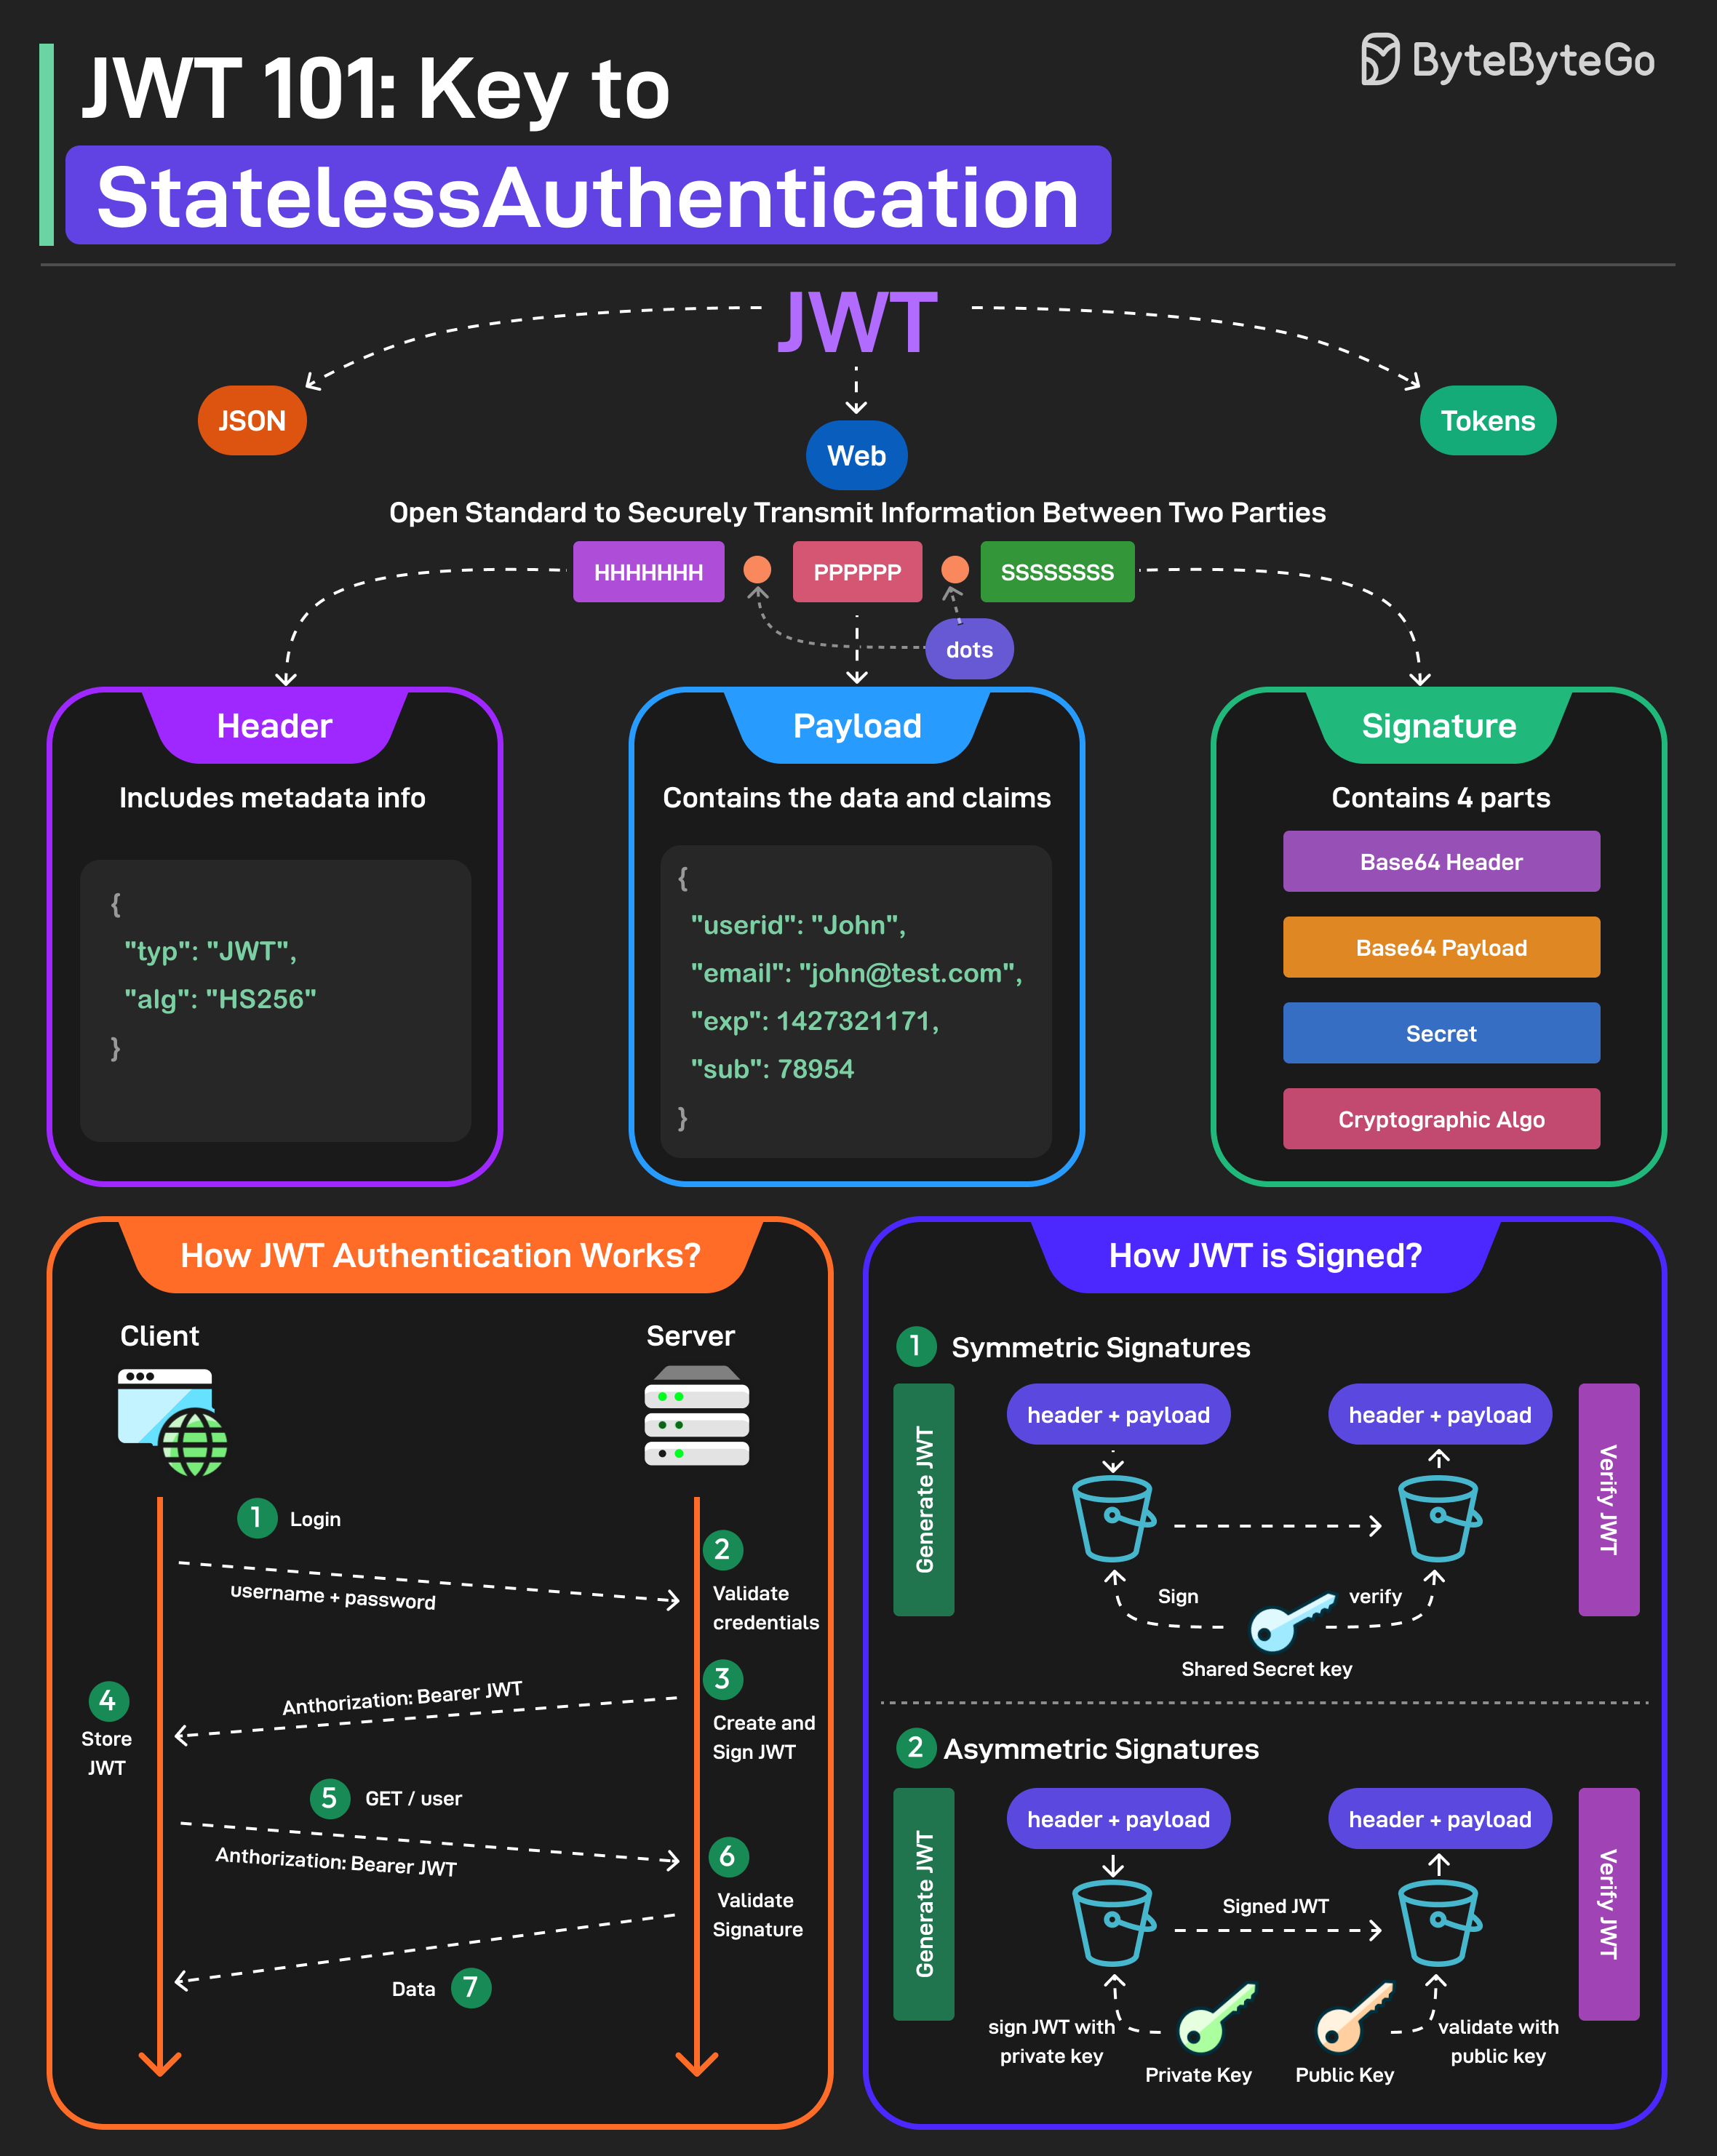 JWT 101: Key to
StatelessAuthentication
ByteByteGo
JWT
JSON
Web
Tokens
Open Standard to Securely Transmit Information Between Two Parties
HHHHHHH
PPPPPP
SSSSSSSS
dots
Header
Includes metadata info
{
"typ": "JWT",
"alg": "HS256"
}
Payload
Contains the data and claims
{
"userid": "John",
"email": "john@test.com",
"exp": 1427321171,
"sub": 78954
}
Signature
Contains 4 parts
Base64 Header
Base64 Payload
Secret
Cryptographic Algo
How JWT Authentication Works?
Client
Server
1
Login
username + password
2
Validate
credentials
3
Create and
Sign JWT
Anthorization: Bearer JWT
4
Store
JWT
5
GET / user
Anthorization: Bearer JWT
6
Validate
Signature
Data
7
How JWT is Signed?
1
Symmetric Signatures
Generate JWT
header + payload
header + payload
Verify JWT
Sign
verify
Shared Secret key
2
Asymmetric Signatures
Generate JWT
header + payload
header + payload
Verify JWT
Signed JWT
sign JWT with
private key
Private Key
Public Key
validate with
public key